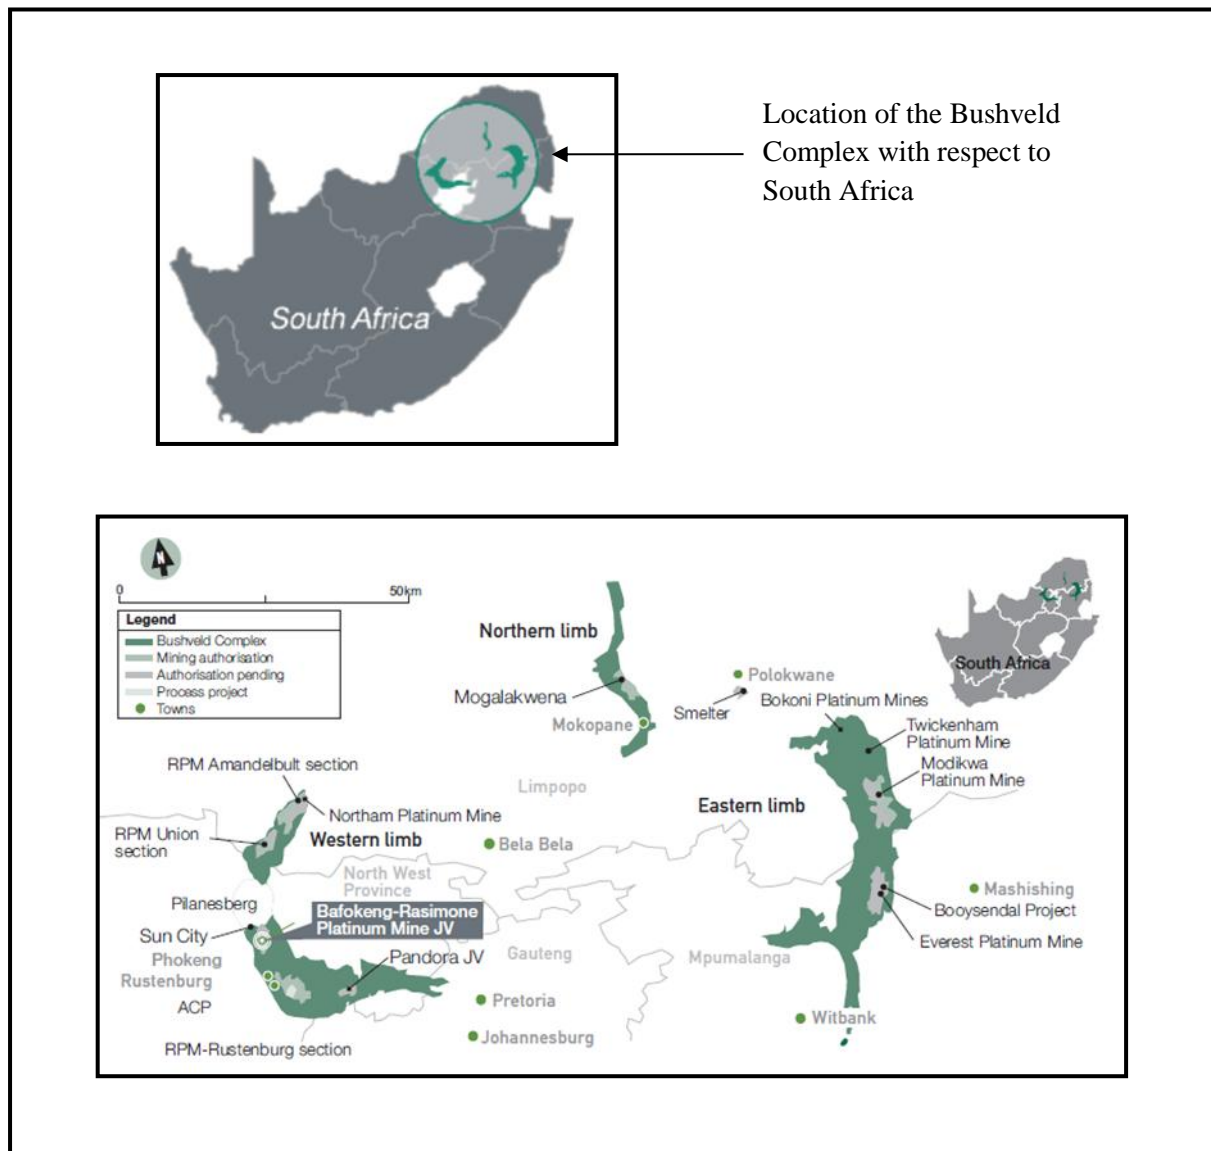 Location of the Bushveld
Complex with respect to
South Africa
South Africa
N
0
50km
Legend
Bushveld Complex
Mining authorisation
Authorisation pending
Process project
Towns
Northern limb
Mogalakwena
Mokopane
Polokwane
Smelter
Bokoni Platinum Mines
Twickenham
Platinum Mine
Modikwa
Platinum Mine
South Africa
RPM Amandelbult section
Northam Platinum Mine
RPM Union
section
Western limb
Limpopo
Eastern limb
Bela Bela
North West
Province
Pilanesberg
Bafokeng-Rasimone
Platinum Mine JV
Sun City
Phokeng
Rustenburg
ACP
Pandora JV
RPM-Rustenburg section
Gauteng
Mpumalanga
Pretoria
Johannesburg
Witbank
Mashishing
Booysendal Project
Everest Platinum Mine